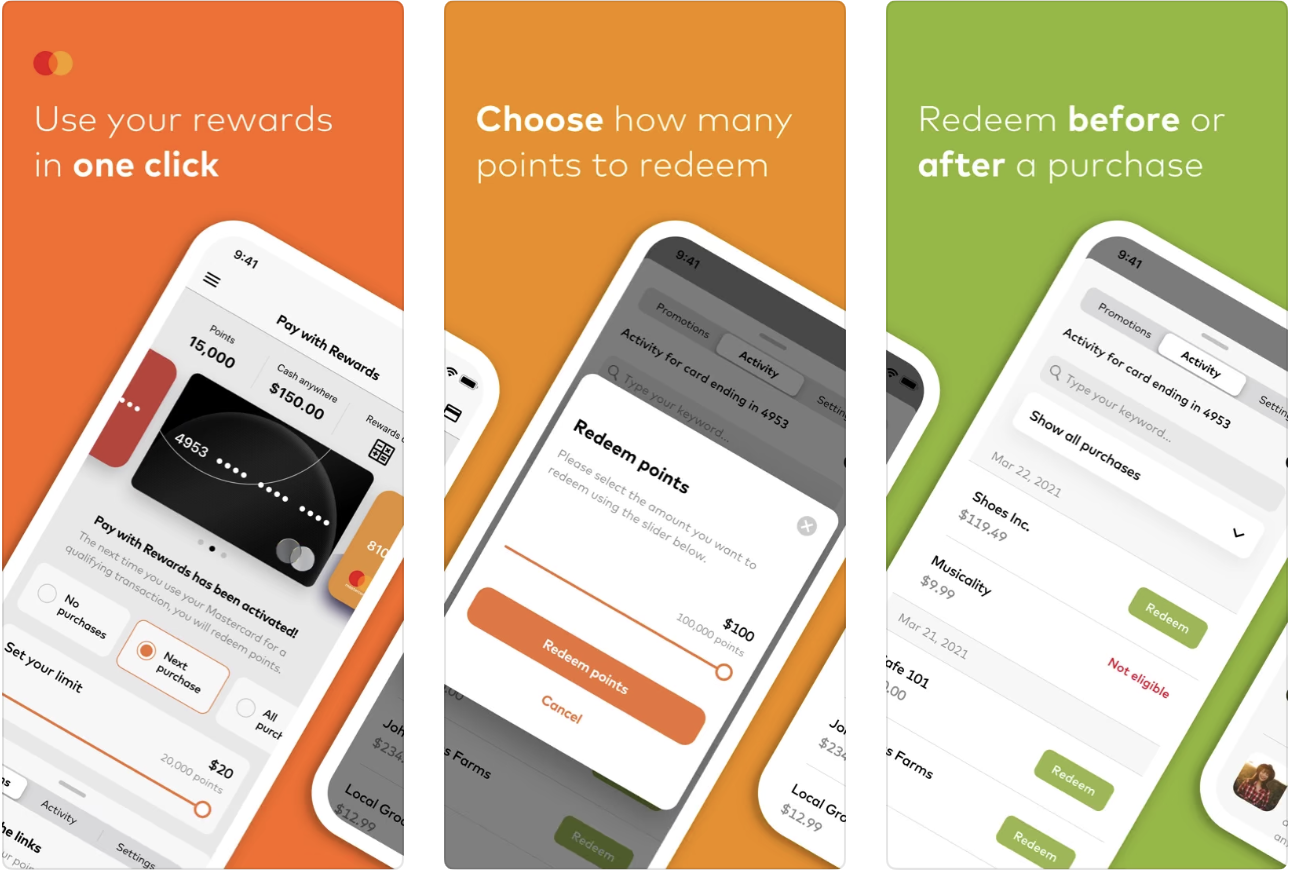 Use your rewards
in one click
9:41
Pay with Rewards
Points
15,000
Cash anywhere
$150.00
Rewards
4953
810
Pay with Rewards has been activated!
The next time you use your Mastercard for a
qualifying transaction, you will redeem points.
No
purchases
Next
purchase
All
Set your limit
$20
20,000 points
Activity
Settings
he links
$234.
Local Groc
$12.99
Choose how many
points to redeem
9:41
Promotions
Activity
Settin
Activity for card ending in 4953
Type your keyword...
Redeem points
Please select the amount you want to
redeem using the slider below.
$100
100,000 points
Redeem points
Cancel
s Farms
Redeem
Joh
$234
Local Groc
$12.99
Redeem before or
after a purchase
9:41
Promotions
Activity
Settin
Activity for card ending in 4953
Type your keyword...
Show all purchases
Mar 22, 2021
Shoes Inc.
$119.49
Redeem
Musicality
$9.99
Not eligible
Mar 21, 2021
afe 101
.00
Redeem
s Farms
Redeem